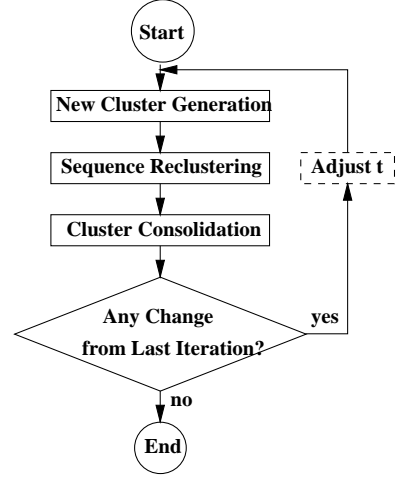 Start
New Cluster Generation
Sequence Reclustering
Adjust t
Cluster Consolidation
Any Change
from Last Iteration?
yes
no
End